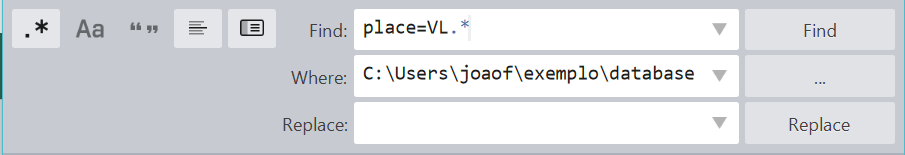 .* Aa “” Find: place=VL.* Find
Where: C:\Users\joaof\exemplo\database ...
Replace: Replace